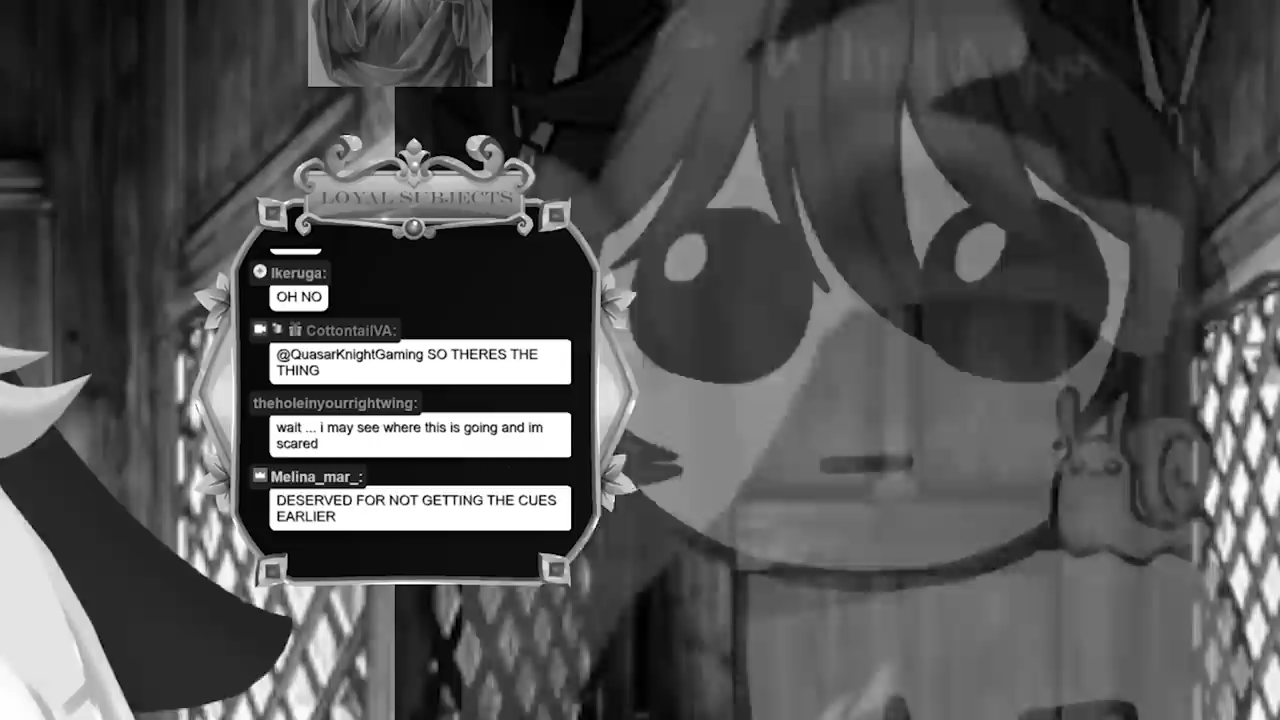 LOYAL SUBJECTS
Ikeruga:
OH NO
CottontailVA:
@QuasarKnightGaming SO THERES THE
THING
theholeinyourrightwing:
wait ... i may see where this is going and im
scared
Melina_mar_:
DESERVED FOR NOT GETTING THE CUES
EARLIER